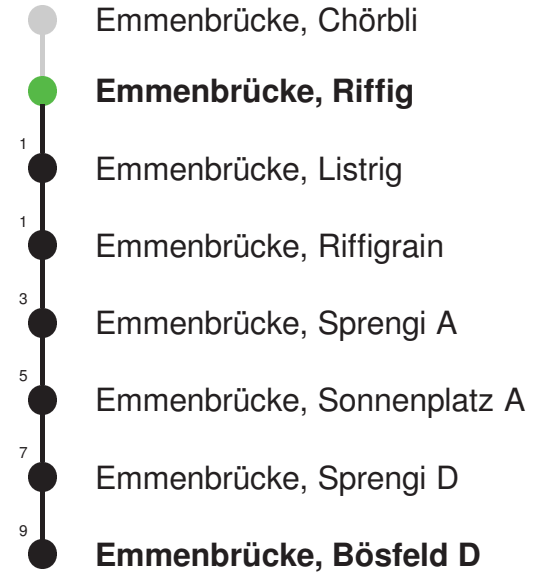 Emmenbrücke, Chörbli
Emmenbrücke, Riffig
1 Emmenbrücke, Listrig
1 Emmenbrücke, Riffigrain
3 Emmenbrücke, Sprengi A
5 Emmenbrücke, Sonnenplatz A
7 Emmenbrücke, Sprengi D
9 Emmenbrücke, Bösfeld D